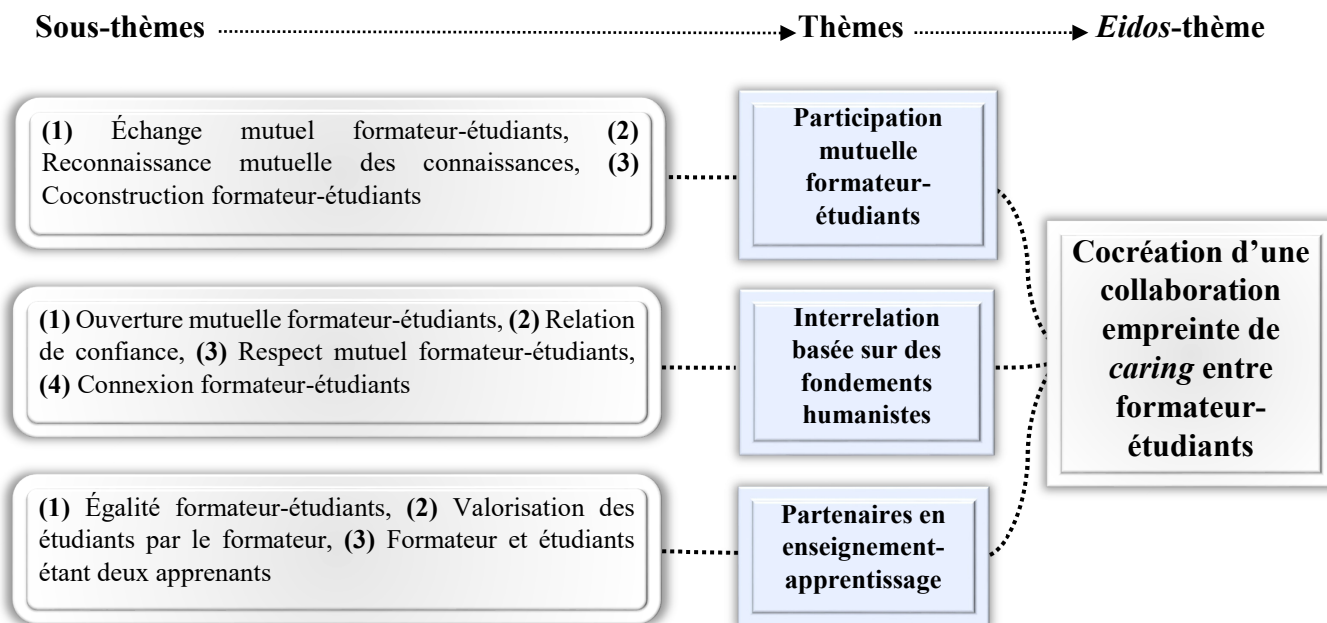 Sous-thèmes Thèmes Eidos-thème
(1) Échange mutuel formateur-étudiants, (2)
Reconnaissance mutuelle des connaissances, (3)
Coconstruction formateur-étudiants
Participation
mutuelle
formateur-
étudiants
(1) Ouverture mutuelle formateur-étudiants, (2) Relation
de confiance, (3) Respect mutuel formateur-étudiants,
(4) Connexion formateur-étudiants
Interrelation
basée sur des
fondements
humanistes
(1) Égalité formateur-étudiants, (2) Valorisation des
étudiants par le formateur, (3) Formateur et étudiants
étant deux apprenants
Partenaires en
enseignement-
apprentissage
Cocréation d’une
collaboration
empreinte de
caring entre
formateur-
étudiants